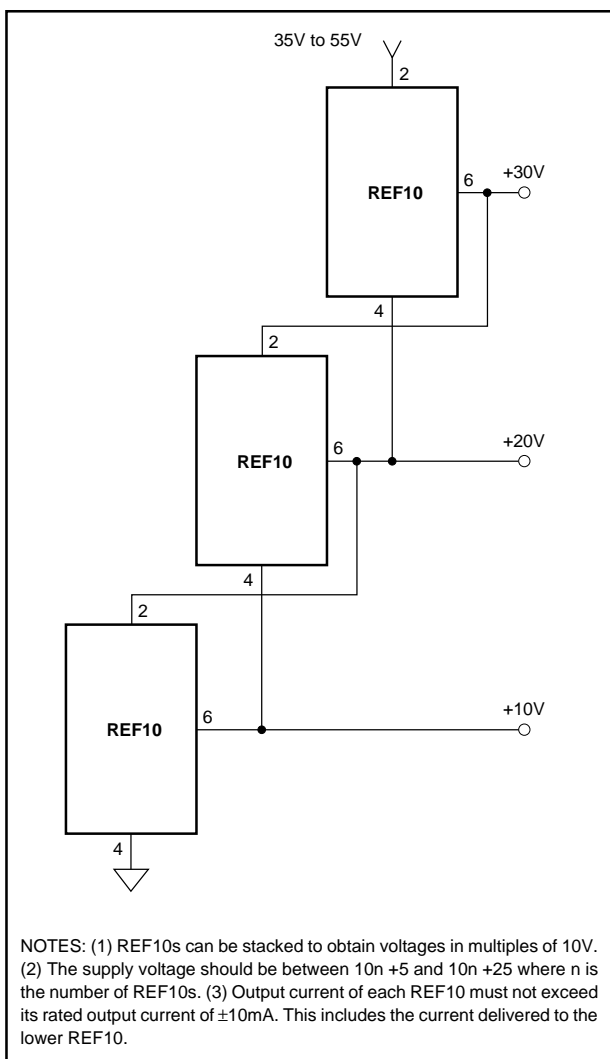 35V to 55V
2
REF10
6
+30V
4
2
REF10
6
+20V
4
2
REF10
6
+10V
4
NOTES: (1) REF10s can be stacked to obtain voltages in multiples of 10V.
(2) The supply voltage should be between 10n +5 and 10n +25 where n is
the number of REF10s. (3) Output current of each REF10 must not exceed
its rated output current of ±10mA. This includes the current delivered to the
lower REF10.